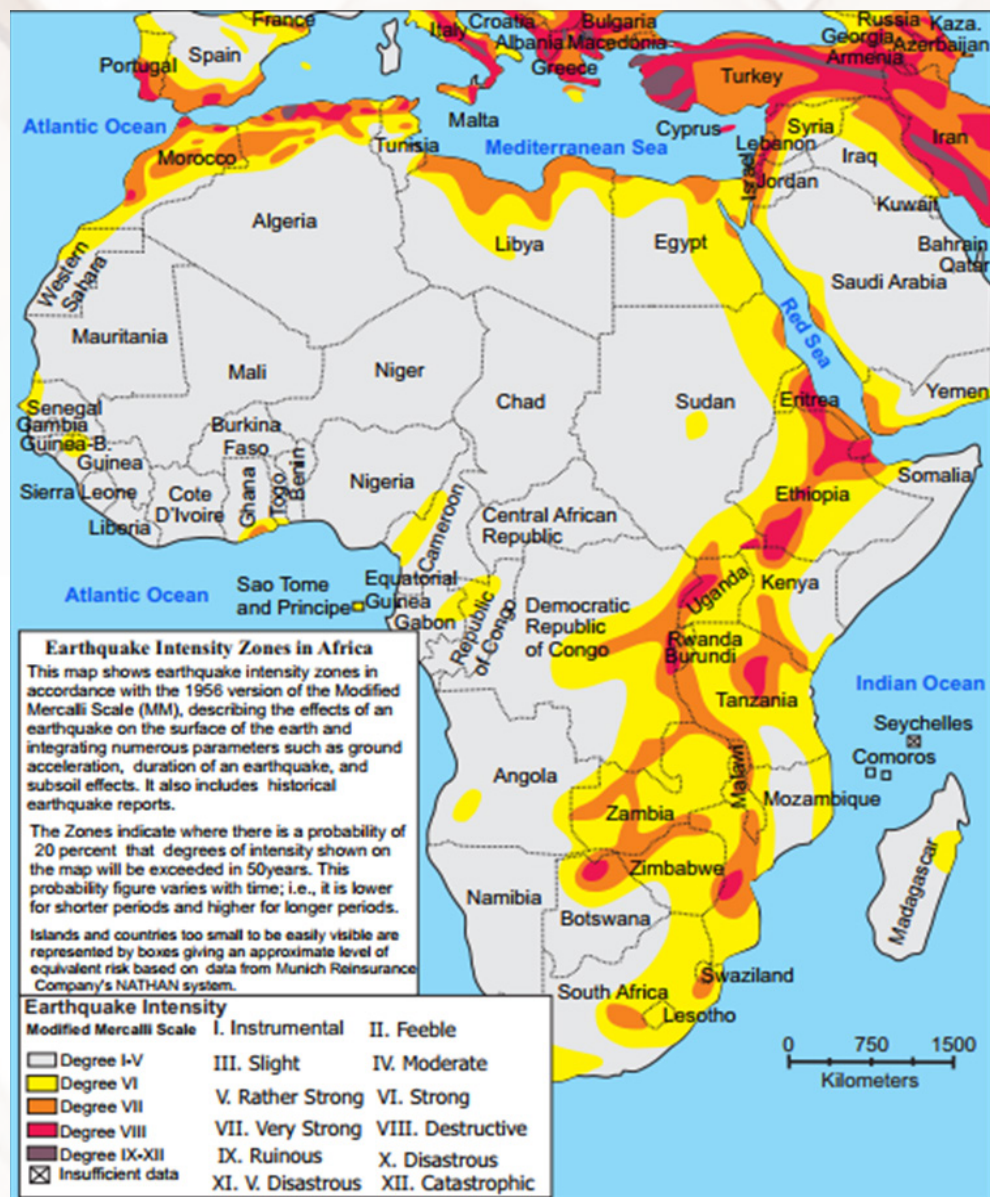 France
Spain
Portugal
Italy
Croatia
Bulgaria
Albania
Macedonia
Greece
Russia
Kaza.
Georgia
Azerbaijan
Armenia
Turkey
Atlantic Ocean
Malta
Mediterranean Sea
Cyprus
Syria
Lebanon
Iraq
Iran
Israel
Jordan
Kuwait
Morocco
Tunisia
Algeria
Libya
Egypt
Bahrain
Qatar
Saudi Arabia
Western
Sahara
Red Sea
Mauritania
Mali
Niger
Chad
Sudan
Eritrea
Yemen
Senegal
Gambia
Guinea-B.
Guinea
Burkina
Faso
Sierra Leone
Liberia
Cote
D'Ivoire
Ghana
Togo
Benin
Nigeria
Cameroon
Central African
Republic
Ethiopia
Somalia
Atlantic Ocean
Sao Tome
and Principe
Equatorial
Guinea
Gabon
Republic
of Congo
Democratic
Republic
of Congo
Uganda
Kenya
Rwanda
Burundi
Tanzania
Indian Ocean
Seychelles
Comoros
Angola
Zambia
Malawi
Mozambique
Zimbabwe
Namibia
Botswana
Madagascar
Swaziland
South Africa
Lesotho
Earthquake Intensity Zones in Africa
This map shows earthquake intensity zones in
accordance with the 1956 version of the Modified
Mercalli Scale (MM), describing the effects of an
earthquake on the surface of the earth and
integrating numerous parameters such as ground
acceleration, duration of an earthquake, and
subsoil effects. It also includes historical
earthquake reports.
The Zones indicate where there is a probability of
20 percent that degrees of intensity shown on
the map will be exceeded in 50years. This
probability figure varies with time; i.e., it is lower
for shorter periods and higher for longer periods.
Islands and countries too small to be easily visible are
represented by boxes giving an approximate level of
equivalent risk based on data from Munich Reinsurance
Company's NATHAN system.
Earthquake Intensity
Modified Mercalli Scale I. Instrumental II. Feeble
Degree I-V III. Slight IV. Moderate
Degree VI V. Rather Strong VI. Strong
Degree VII VII. Very Strong VIII. Destructive
Degree VIII IX. Ruinous X. Disastrous
Degree IX-XII XI. V. Disastrous XII. Catastrophic
Insufficient data
0 750 1500
Kilometers